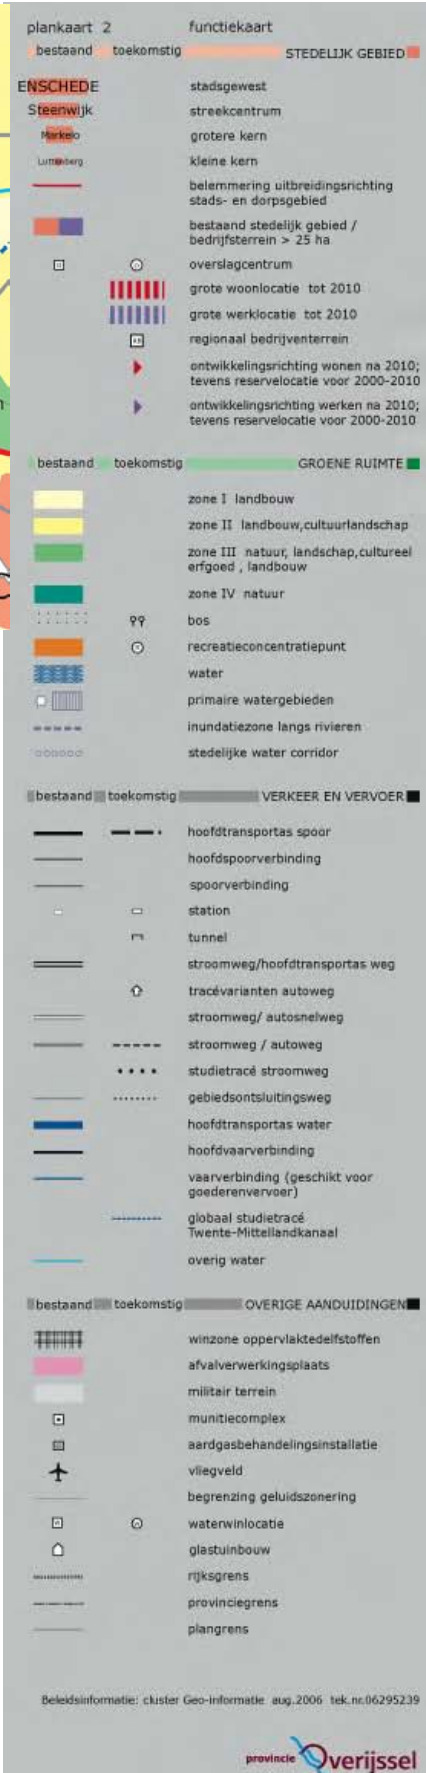 plankaart 2 functiekaart
bestaand toekomstig STEDELIJK GEBIED
ENSCHEDE stadsgewest
Steenwijk streekcentrum
Markelo grotere kern
Luttenberg kleine kern
belemmering uitbreidingsrichting
stads- en dorpsgebied
bestaand stedelijk gebied /
bedrijfsterrein > 25 ha
overslagcentrum
grote woonlocatie tot 2010
grote werklocatie tot 2010
regionaal bedrijventerrein
ontwikkelingsrichting wonen na 2010;
tevens reservelocatie voor 2000-2010
ontwikkelingsrichting werken na 2010;
tevens reservelocatie voor 2000-2010
bestaand toekomstig GROENE RUIMTE
zone I landbouw
zone II landbouw,cultuurlandschap
zone III natuur, landschap,cultureel
erfgoed , landbouw
zone IV natuur
bos
recreatieconcentratiepunt
water
primaire watergebieden
inundatiezone langs rivieren
stedelijke water corridor
bestaand toekomstig VERKEER EN VERVOER
hoofdtransportas spoor
hoofdspoorverbinding
spoorverbinding
station
tunnel
stroomweg/hoofdtransportas weg
tracévarianten autoweg
stroomweg/ autosnelweg
stroomweg / autoweg
studietracé stroomweg
gebiedsontsluitingsweg
hoofdtransportas water
hoofdvaarverbinding
vaarverbinding (geschikt voor
goederenvervoer)
globaal studietracé
Twente-Mittellandkanaal
overig water
bestaand toekomstig OVERIGE AANDUIDINGEN
winzone oppervlaktedelfstoffen
afvalverwerkingsplaats
militair terrein
munitiecomplex
aardgasbehandelingsinstallatie
vliegveld
begrenzing geluidszonering
waterwinlocatie
glastuinbouw
rijksgrens
provinciegrens
plangrens
Beleidsinformatie: cluster Geo-informatie aug.2006 tek.nr.06295239
provincie Overijssel